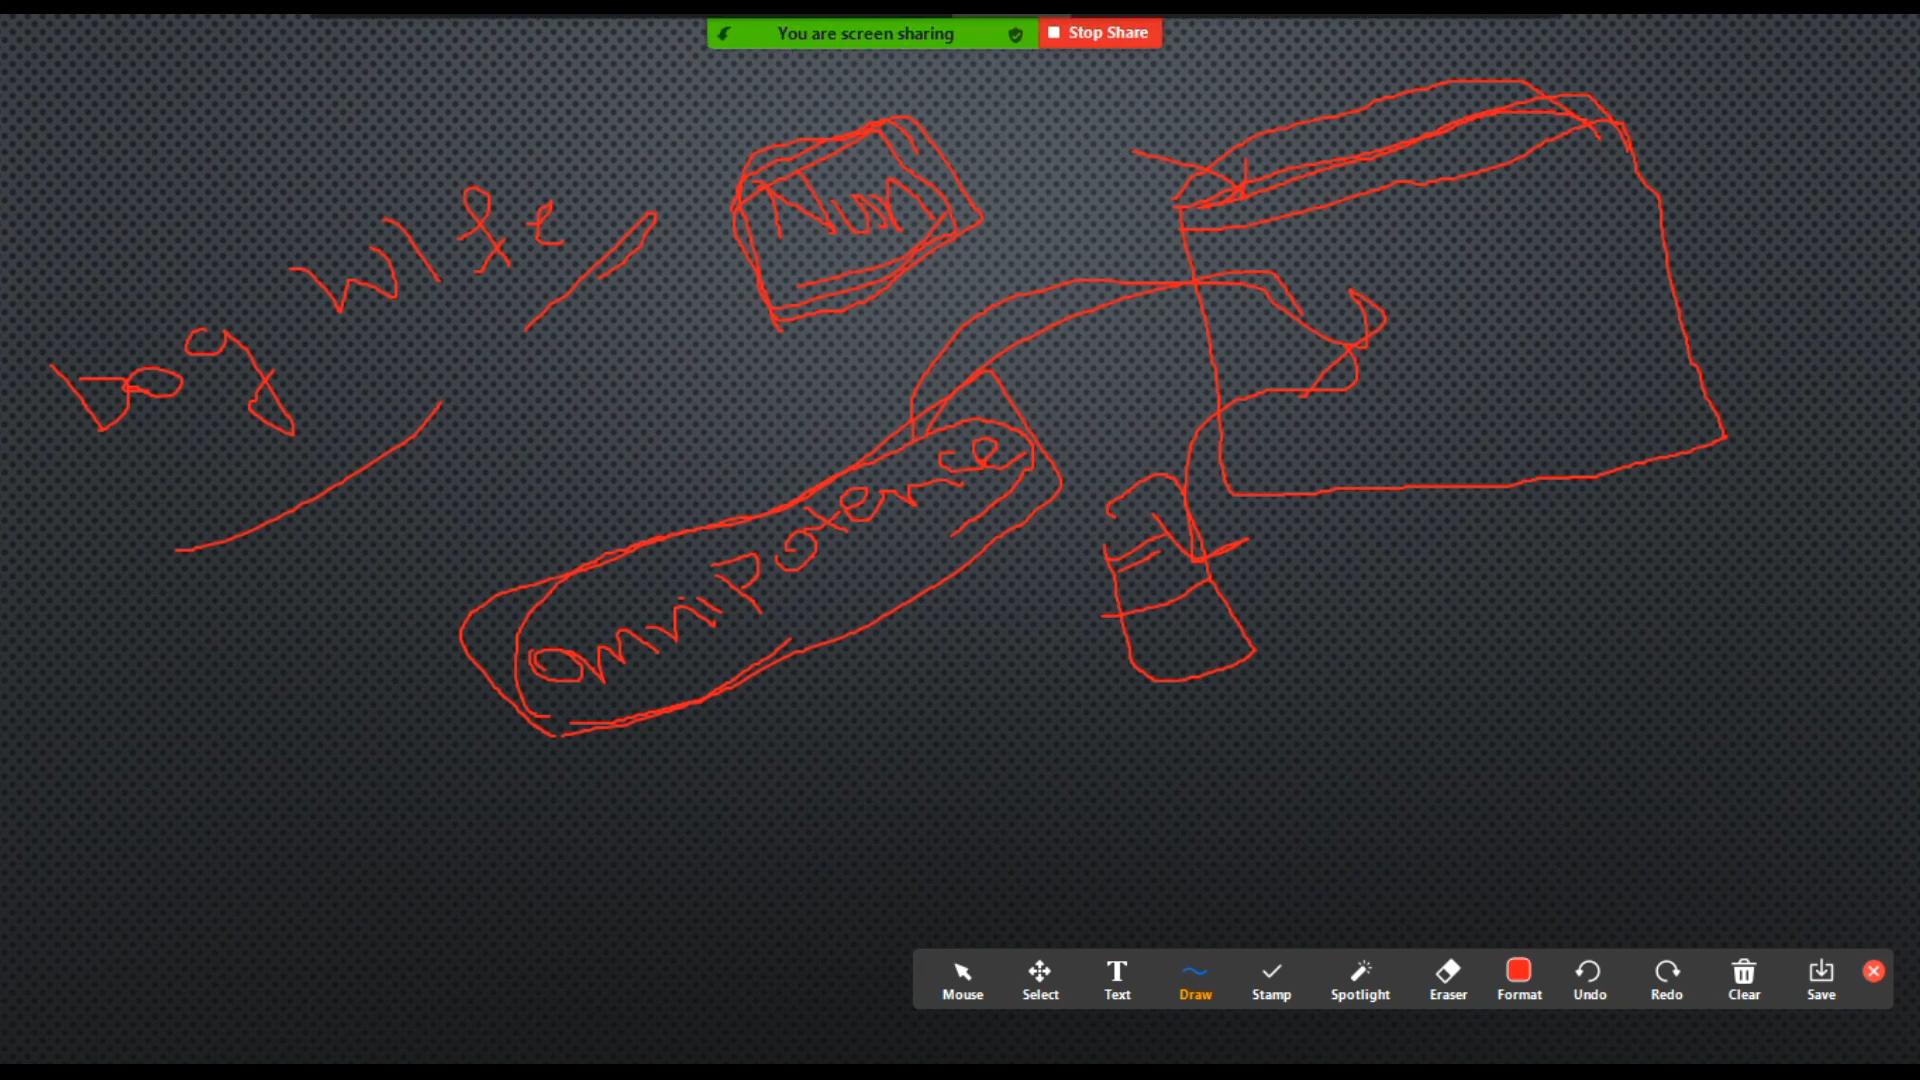 You are screen sharing
Stop Share
Wife
Num
omnipotence
Mouse Select Text Draw Stamp Spotlight Eraser Format Undo Redo Clear Save